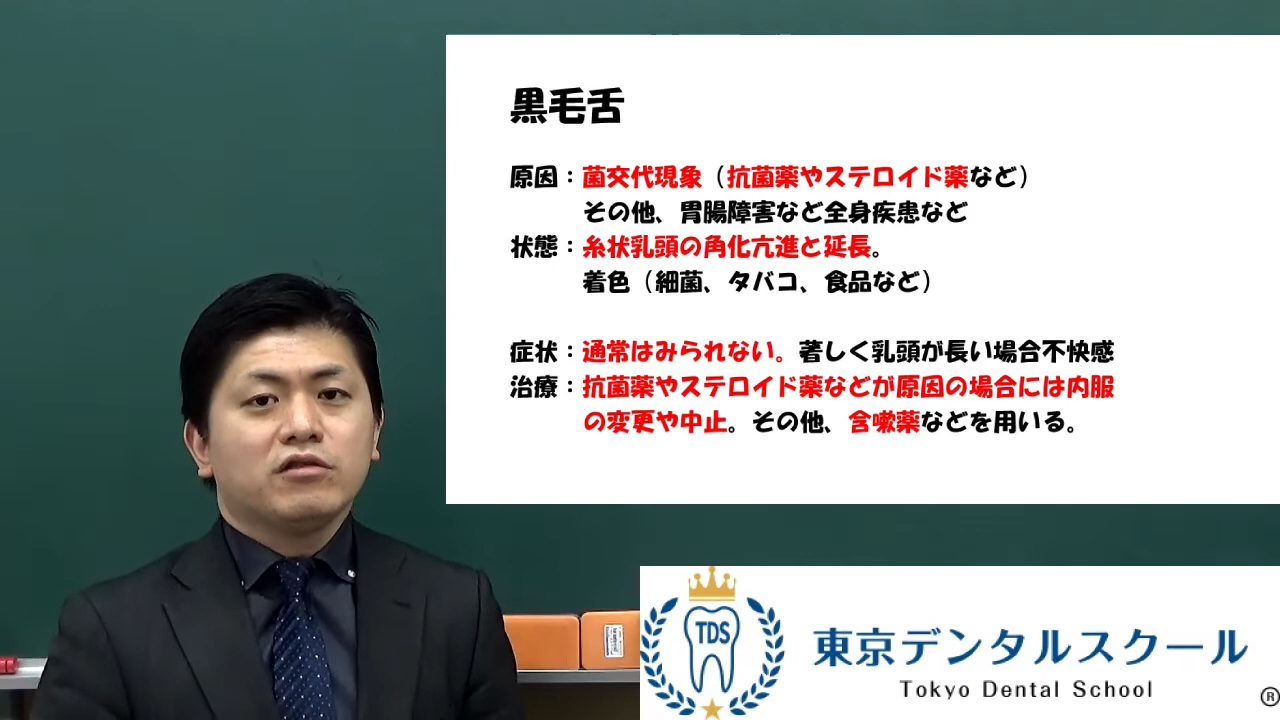 黒毛舌
原因：菌交代現象（抗菌薬やステロイド薬など）
その他、胃腸障害など全身疾患など
状態：糸状乳頭の角化亢進と延長。
着色（細菌、タバコ、食品など）
症状：通常はみられない。著しく乳頭が長い場合不快感
治療：抗菌薬やステロイド薬などが原因の場合には内服
の変更や中止。その他、含嗽薬などを用いる。
TDS
東京デンタルスクール
Tokyo Dental School
®